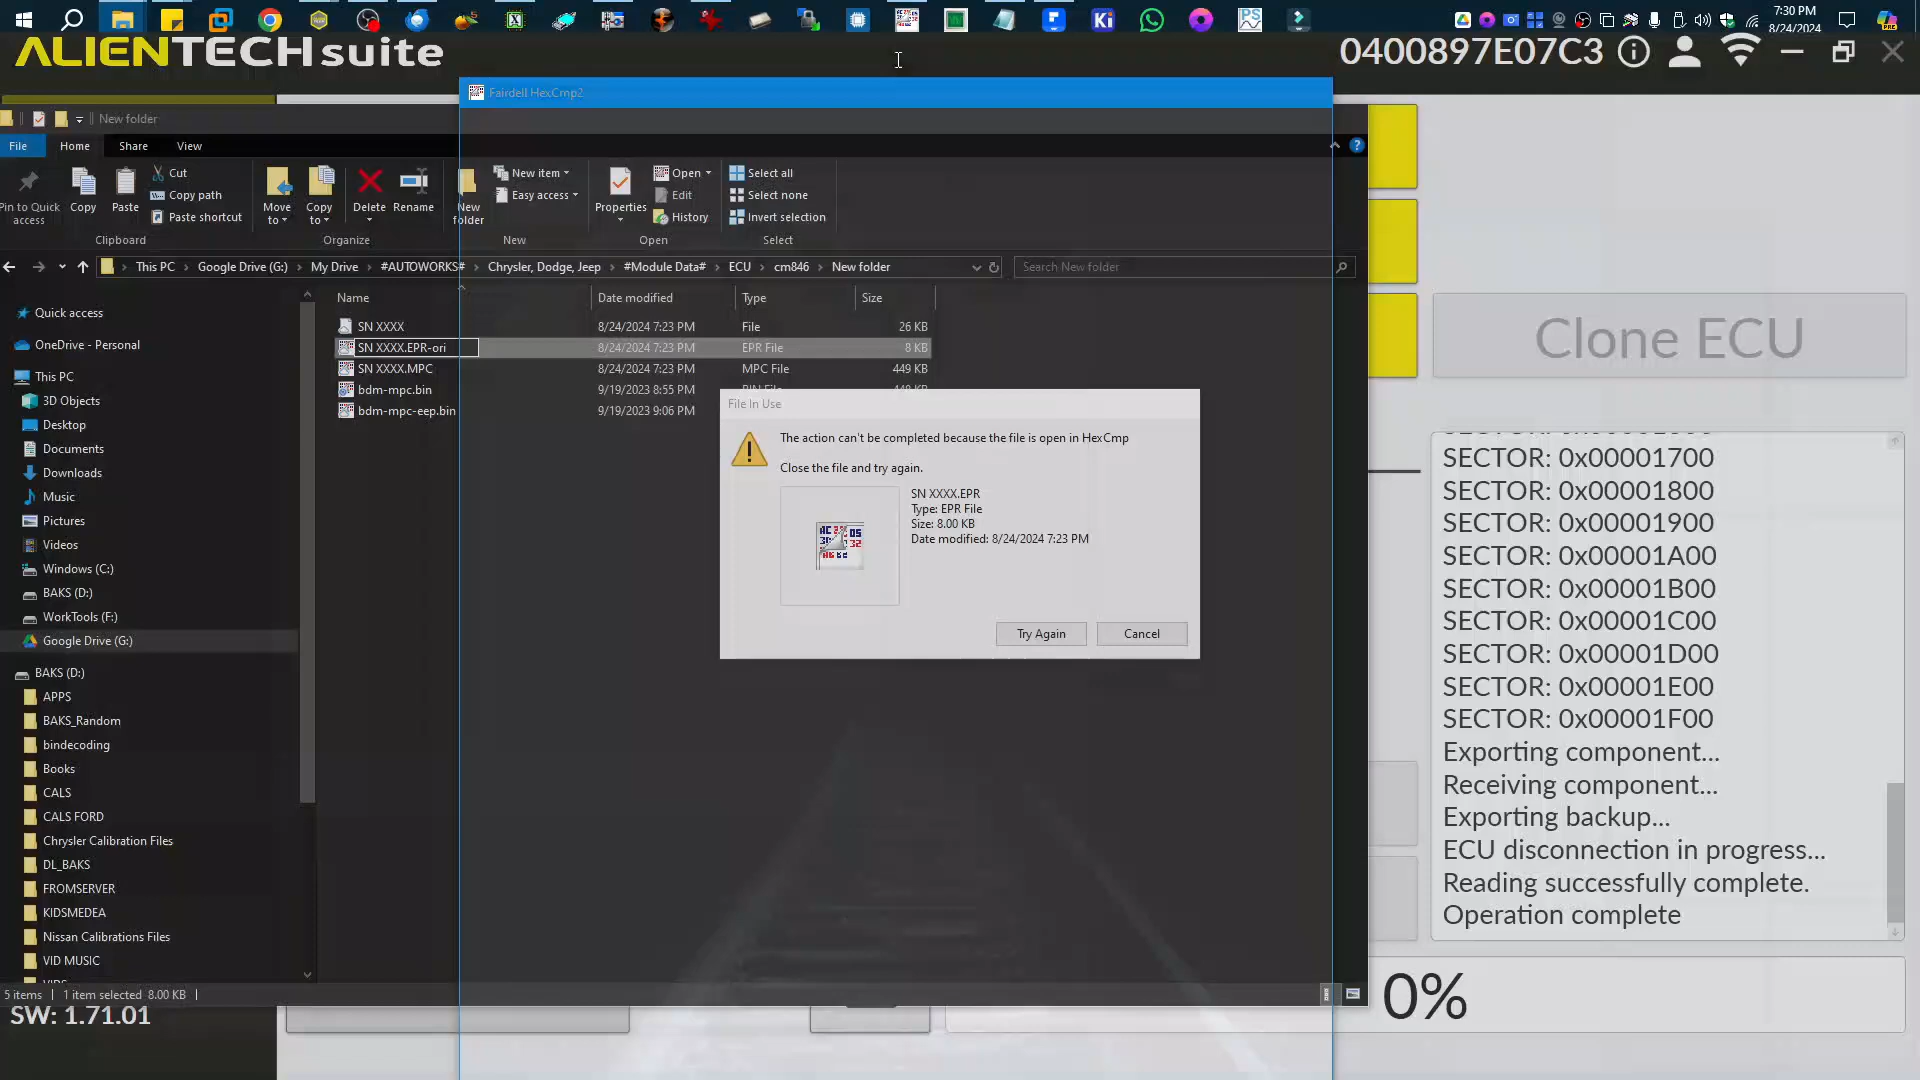 7:30 PM
8/24/2024
ALIENTECH suite
0400897E07C3
Fairdell HexCmp2
New folder
File
Home
Share
View
Pin to Quick access
Copy
Paste
Cut
Copy path
Paste shortcut
Move to
Copy to
Delete
Rename
New folder
New item
Easy access
Properties
Open
Edit
History
Select all
Select none
Invert selection
Clipboard
Organize
New
Open
Select
This PC
Google Drive (G:)
My Drive
#AUTOWORKS#
Chrysler, Dodge, Jeep
#Module Data#
ECU
cm846
New folder
Search New folder
Name
Date modified
Type
Size
SN XXXX 8/24/2024 7:23 PM File 26 KB
SN XXXX.EPR-ori 8/24/2024 7:23 PM EPR File 8 KB
SN XXXX.MPC 8/24/2024 7:23 PM MPC File 449 KB
bdm-mpc.bin 9/19/2023 8:55 PM BIN File 448 KB
bdm-mpc-eep.bin 9/19/2023 9:06 PM
Quick access
OneDrive - Personal
This PC
3D Objects
Desktop
Documents
Downloads
Music
Pictures
Videos
Windows (C:)
BAKS (D:)
WorkTools (F:)
Google Drive (G:)
BAKS (D:)
APPS
BAKS_Random
bindecoding
Books
CALS
CALS FORD
Chrysler Calibration Files
DL_BAKS
FROMSERVER
KIDSMEDEA
Nissan Calibrations Files
VID MUSIC
5 items
1 item selected 8.00 KB
File In Use
The action can't be completed because the file is open in HexCmp
Close the file and try again.
SN XXXX.EPR
Type: EPR File
Size: 8.00 KB
Date modified: 8/24/2024 7:23 PM
Try Again
Cancel
Clone ECU
SECTOR: 0x00001700
SECTOR: 0x00001800
SECTOR: 0x00001900
SECTOR: 0x00001A00
SECTOR: 0x00001B00
SECTOR: 0x00001C00
SECTOR: 0x00001D00
SECTOR: 0x00001E00
SECTOR: 0x00001F00
Exporting component...
Receiving component...
Exporting backup...
ECU disconnection in progress...
Reading successfully complete.
Operation complete
0%
SW: 1.71.01